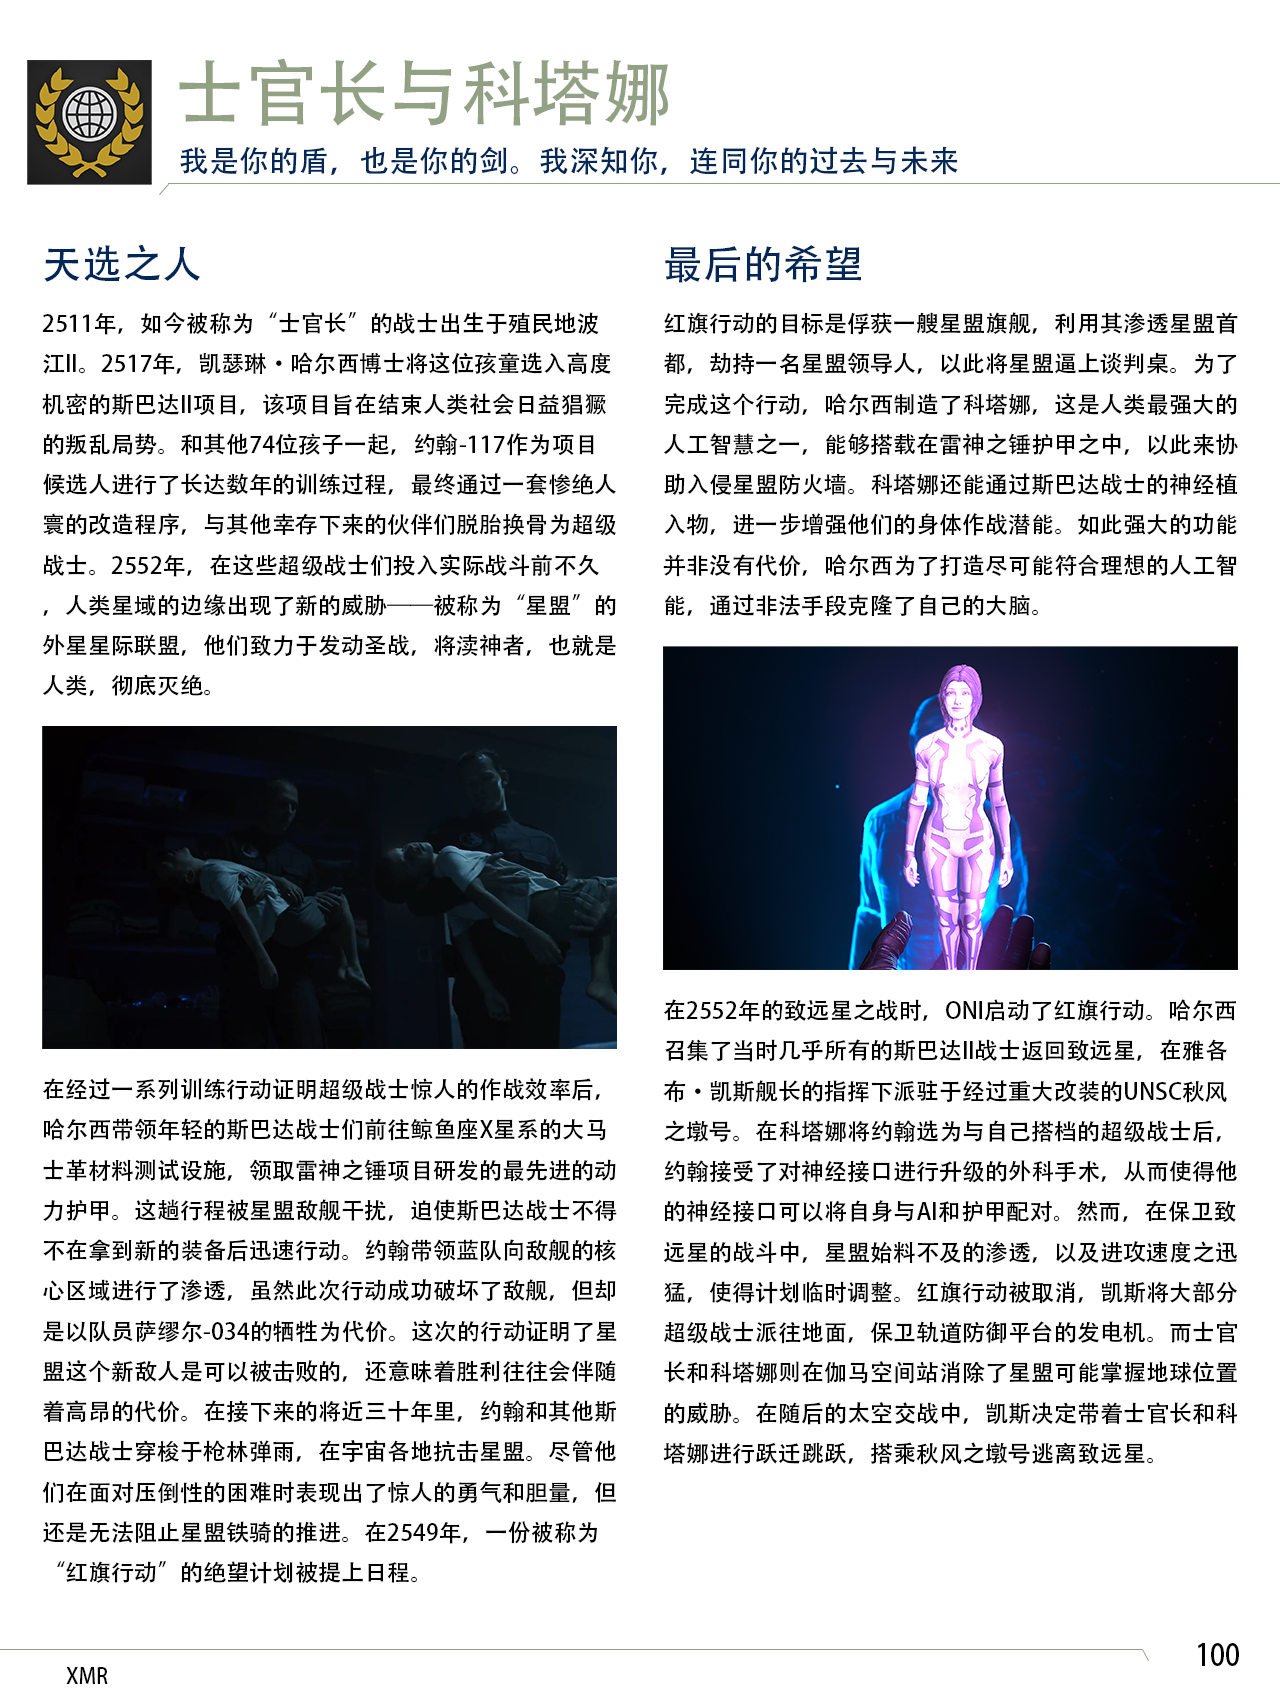 士官长与科塔娜
我是你的盾，也是你的剑。我深知你，连同你的过去与未来
天选之人
2511年，如今被称为“士官长”的战士出生于殖民地波
江II。2517年，凯瑟琳·哈尔西博士将这位孩童选入高度
机密的斯巴达II项目，该项目旨在结束人类社会日益猖獗
的叛乱局势。和其他74位孩子一起，约翰-117作为项目
候选人进行了长达数年的训练过程，最终通过一套惨绝人
寰的改造程序，与其他幸存下来的伙伴们脱胎换骨为超级
战士。2552年，在这些超级战士们投入实际战斗前不久
，人类星域的边缘出现了新的威胁——被称为“星盟”的
外星星际联盟，他们致力于发动圣战，将渎神者，也就是
人类，彻底灭绝。
在经过一系列训练行动证明超级战士惊人的作战效率后，
哈尔西带领年轻的斯巴达战士们前往鲸鱼座X星系的大马
士革材料测试设施，领取雷神之锤项目研发的最先进的动
力护甲。这趟行程被星盟敌舰干扰，迫使斯巴达战士不得
不在拿到新的装备后迅速行动。约翰带领蓝队向敌舰的核
心区域进行了渗透，虽然此次行动成功破坏了敌舰，但却
是以队员萨缪尔-034的牺牲为代价。这次的行动证明了星
盟这个新敌人是可以被击败的，还意味着胜利往往会伴随
着高昂的代价。在接下来的将近三十年里，约翰和其他斯
巴达战士穿梭于枪林弹雨，在宇宙各地抗击星盟。尽管他
们在面对压倒性的困难时表现出了惊人的勇气和胆量，但
还是无法阻止星盟铁骑的推进。在2549年，一份被称为
“红旗行动”的绝望计划被提上日程。
最后的希望
红旗行动的目标是俘获一艘星盟旗舰，利用其渗透星盟首
都，劫持一名星盟领导人，以此将星盟逼上谈判桌。为了
完成这个行动，哈尔西制造了科塔娜，这是人类最强大的
人工智慧之一，能够搭载在雷神之锤护甲之中，以此来协
助入侵星盟防火墙。科塔娜还能通过斯巴达战士的神经植
入物，进一步增强他们的身体作战潜能。如此强大的功能
并非没有代价，哈尔西为了打造尽可能符合理想的人工智
能，通过非法手段克隆了自己的大脑。
在2552年的致远星之战时，ONI启动了红旗行动。哈尔西
召集了当时几乎所有的斯巴达II战士返回致远星，在雅各
布·凯斯舰长的指挥下派驻于经过重大改装的UNSC秋风
之墩号。在科塔娜将约翰选为与自己搭档的超级战士后，
约翰接受了对神经接口进行升级的外科手术，从而使得他
的神经接口可以将自身与AI和护甲配对。然而，在保卫致
远星的战斗中，星盟始料不及的渗透，以及进攻速度之迅
猛，使得计划临时调整。红旗行动被取消，凯斯将大部分
超级战士派往地面，保卫轨道防御平台的发电机。而士官
长和科塔娜则在伽马空间站消除了星盟可能掌握地球位置
的威胁。在随后的太空交战中，凯斯决定带着士官长和科
塔娜进行跃迁跳跃，搭乘秋风之墩号逃离致远星。
XMR
100